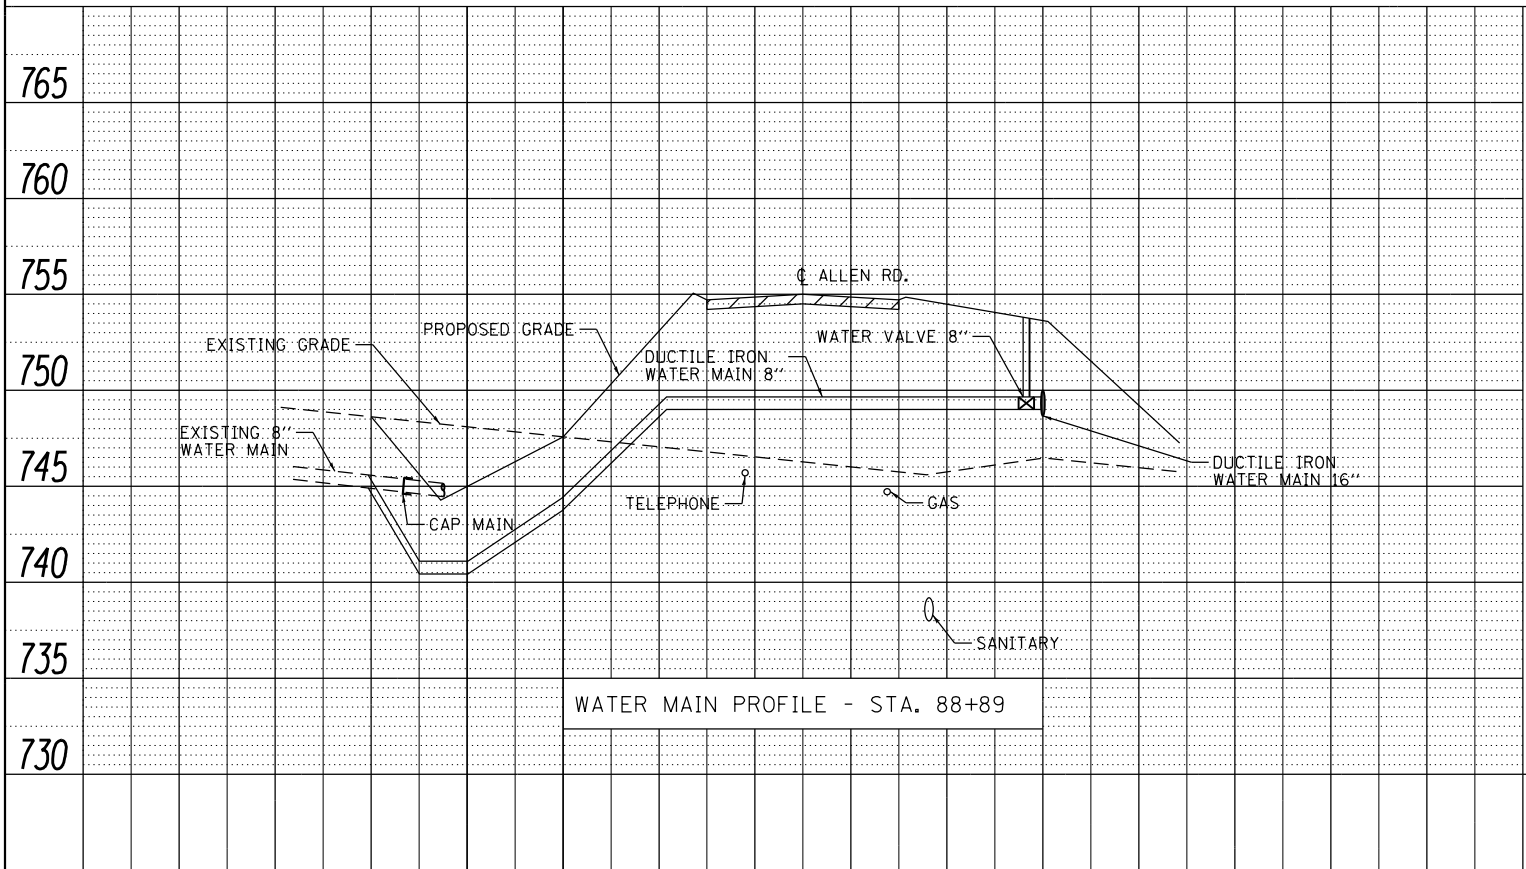 765
760
755
℄ ALLEN RD.
PROPOSED GRADE
WATER VALVE 8''
EXISTING GRADE
DUCTILE IRON
WATER MAIN 8''
750
EXISTING 8''
WATER MAIN
745
DUCTILE IRON
WATER MAIN 16''
TELEPHONE
GAS
CAP MAIN
740
SANITARY
735
WATER MAIN PROFILE - STA. 88+89
730